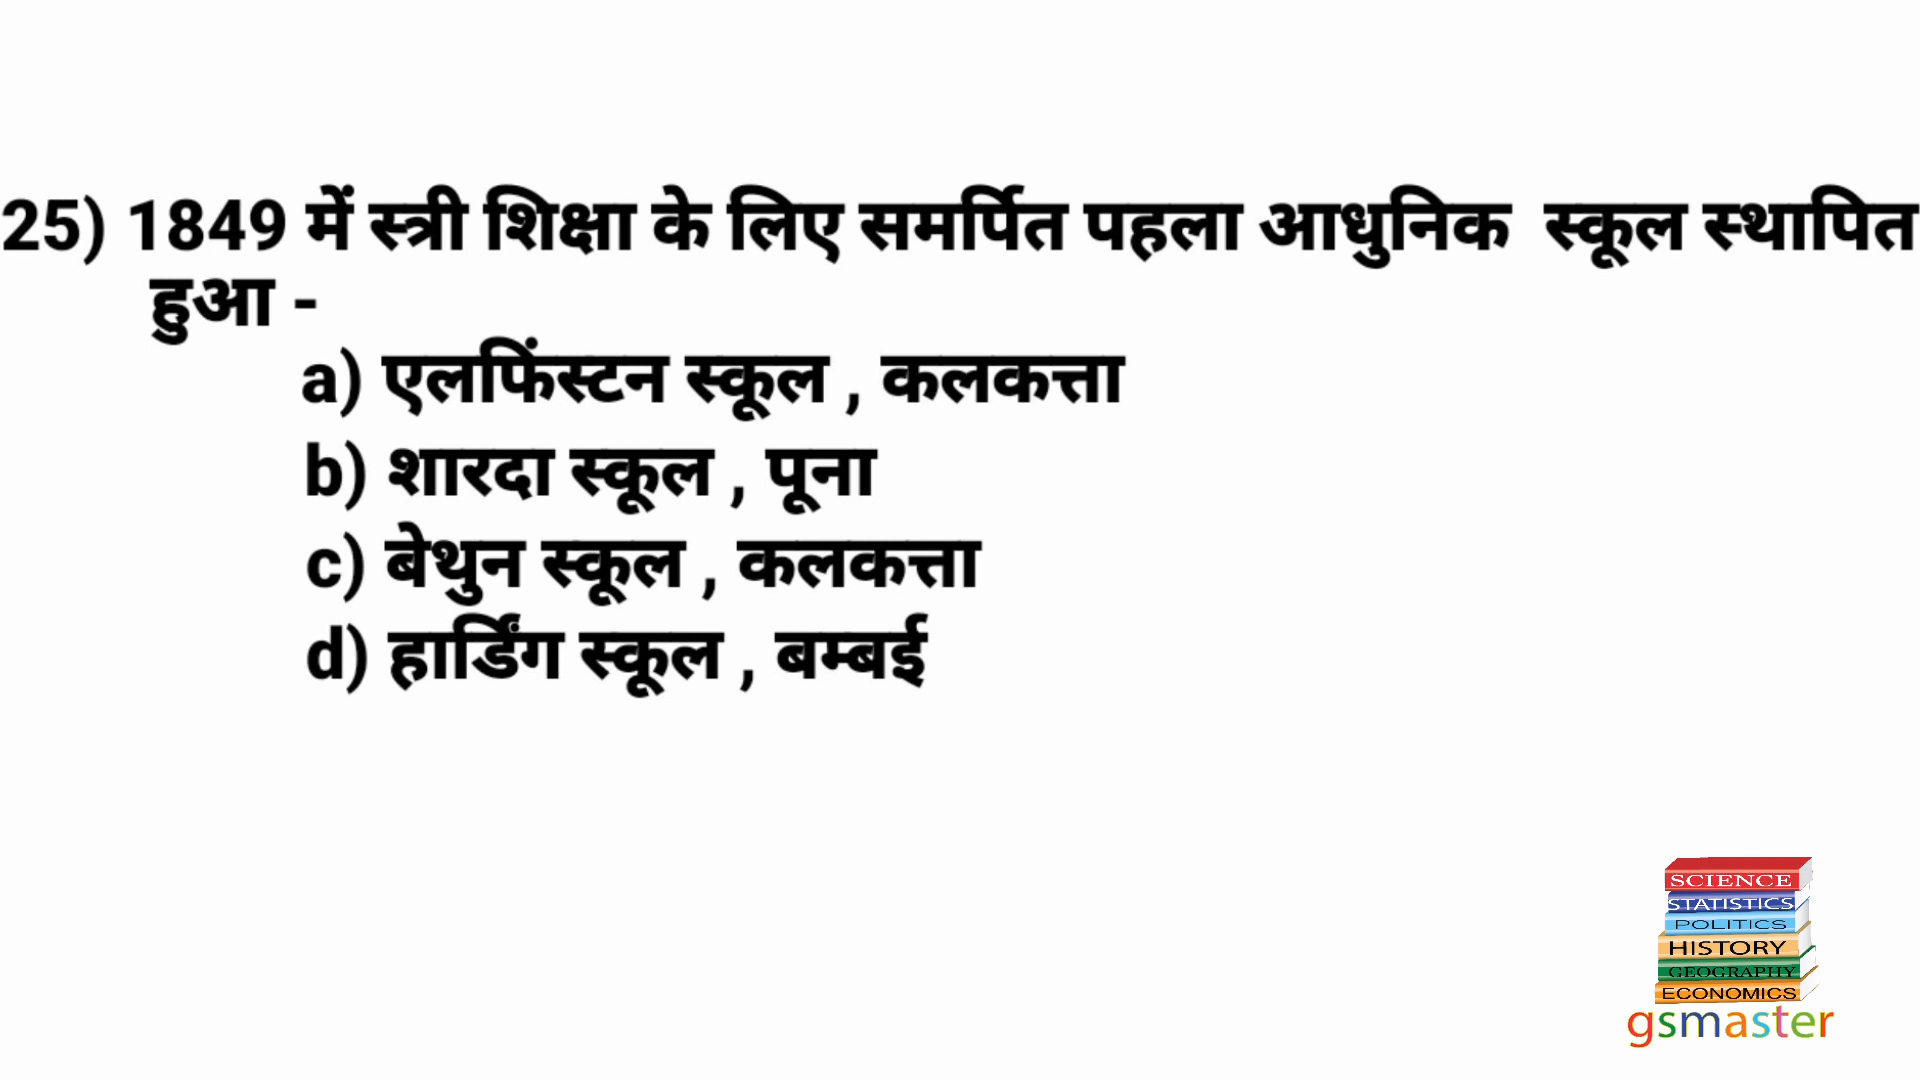 25) 1849 में स्त्री शिक्षा के लिए समर्पित पहला आधुनिक स्कूल स्थापित
हुआ -
a) एलफिंस्टन स्कूल , कलकत्ता
b) शारदा स्कूल , पूना
c) बेथुन स्कूल , कलकत्ता
d) हार्डिंग स्कूल , बम्बई
SCIENCE
STATISTICS
POLITICS
HISTORY
GEOGRAPHY
ECONOMICS
gsmaster